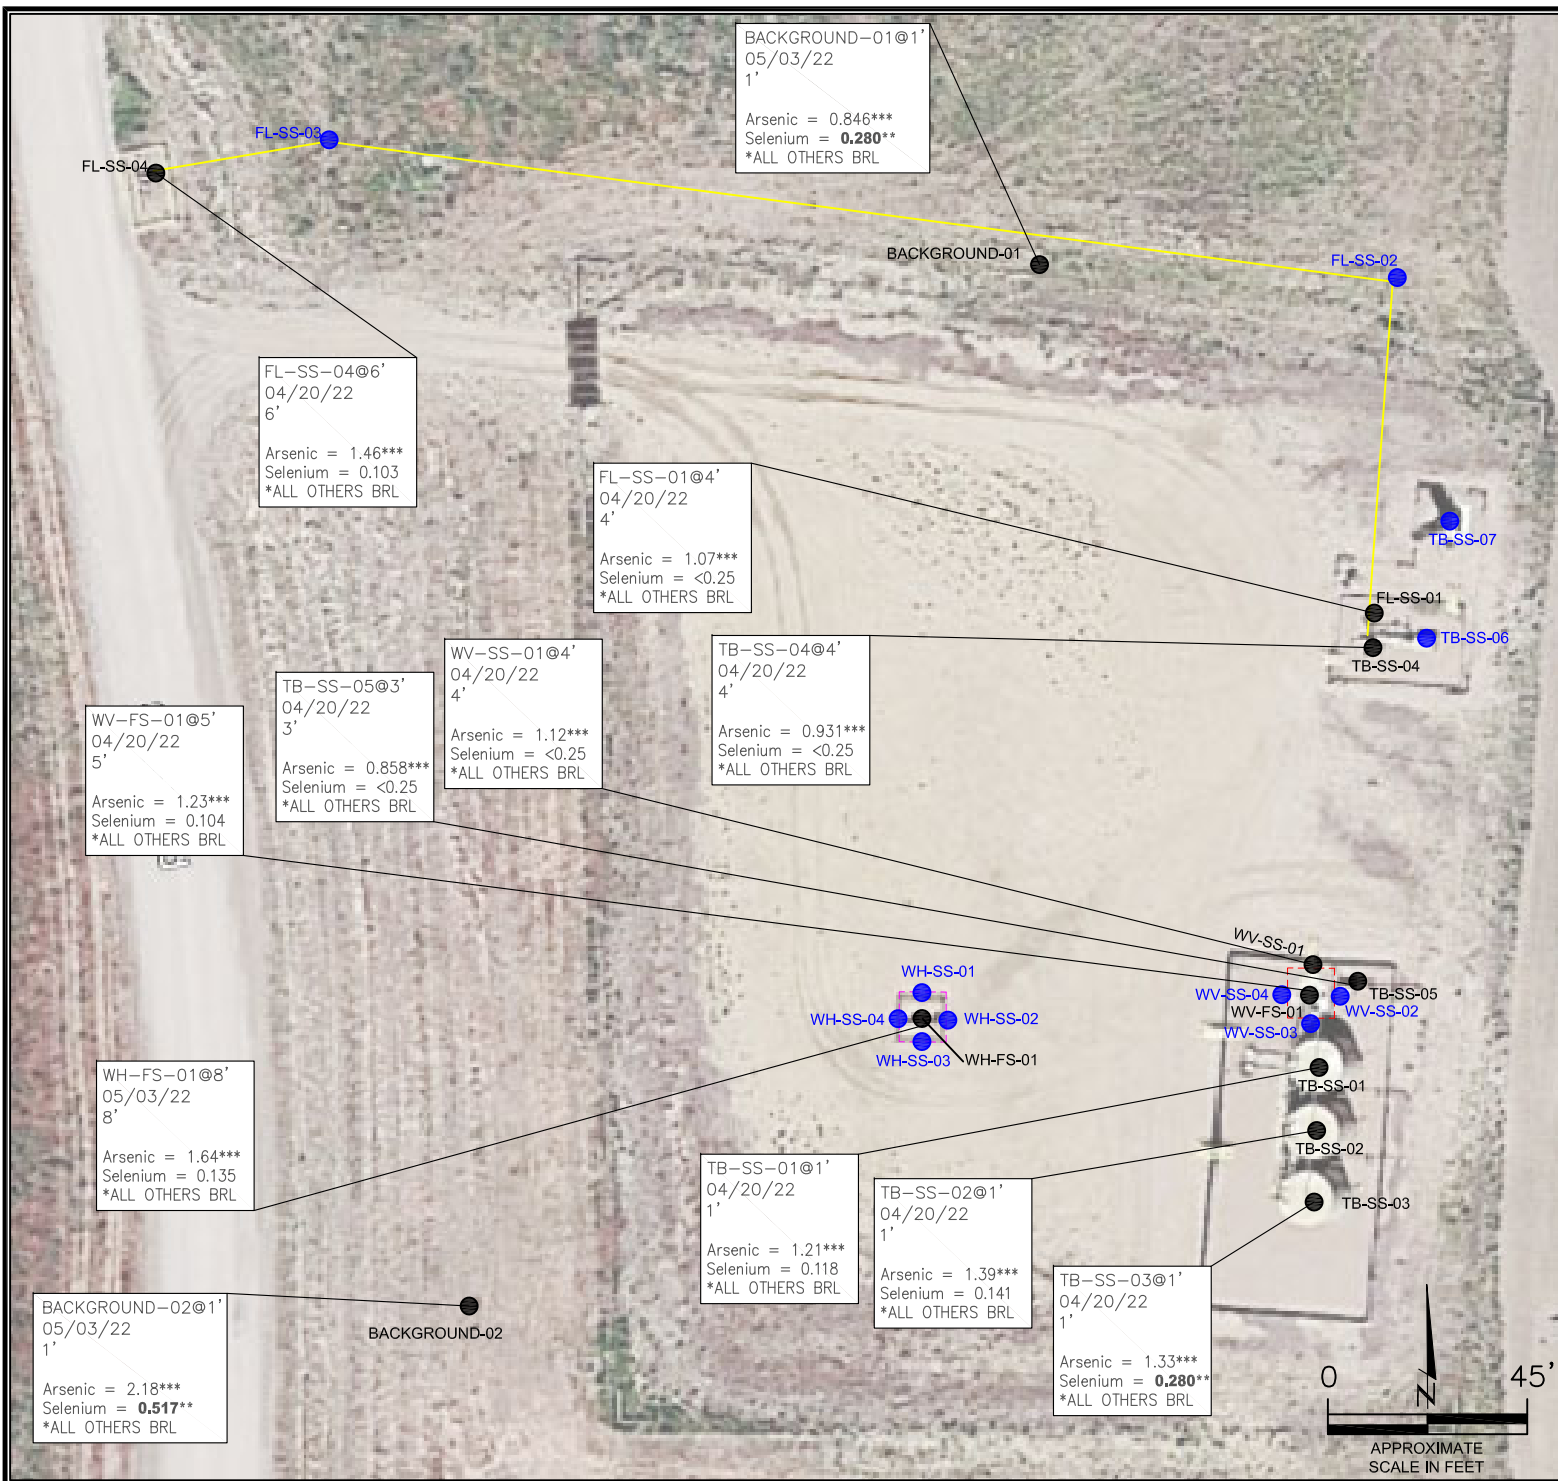 BACKGROUND-01@1'
05/03/22
1'
Arsenic = 0.846***
Selenium = 0.280**
*ALL OTHERS BRL
FL-SS-03
FL-SS-04
BACKGROUND-01
FL-SS-02
FL-SS-04@6'
04/20/22
6'
Arsenic = 1.46***
Selenium = 0.103
*ALL OTHERS BRL
FL-SS-01@4'
04/20/22
4'
Arsenic = 1.07***
Selenium = <0.25
*ALL OTHERS BRL
TB-SS-07
FL-SS-01
TB-SS-06
TB-SS-04
TB-SS-04@4'
04/20/22
4'
Arsenic = 0.931***
Selenium = <0.25
*ALL OTHERS BRL
WV-SS-01@4'
04/20/22
4'
Arsenic = 1.12***
Selenium = <0.25
*ALL OTHERS BRL
TB-SS-05@3'
04/20/22
3'
Arsenic = 0.858***
Selenium = <0.25
*ALL OTHERS BRL
WV-FS-01@5'
04/20/22
5'
Arsenic = 1.23***
Selenium = 0.104
*ALL OTHERS BRL
WV-SS-01
WH-SS-01
WV-SS-04
TB-SS-05
WV-FS-01
WV-SS-02
WH-SS-04
WH-SS-02
WV-SS-03
WH-SS-03
WH-FS-01
TB-SS-01
TB-SS-02
TB-SS-03
WH-FS-01@8'
05/03/22
8'
Arsenic = 1.64***
Selenium = 0.135
*ALL OTHERS BRL
TB-SS-01@1'
04/20/22
1'
Arsenic = 1.21***
Selenium = 0.118
*ALL OTHERS BRL
TB-SS-02@1'
04/20/22
1'
Arsenic = 1.39***
Selenium = 0.141
*ALL OTHERS BRL
TB-SS-03@1'
04/20/22
1'
Arsenic = 1.33***
Selenium = 0.280**
*ALL OTHERS BRL
BACKGROUND-02@1'
05/03/22
1'
Arsenic = 2.18***
Selenium = 0.517**
*ALL OTHERS BRL
BACKGROUND-02
N
0 45'
APPROXIMATE
SCALE IN FEET